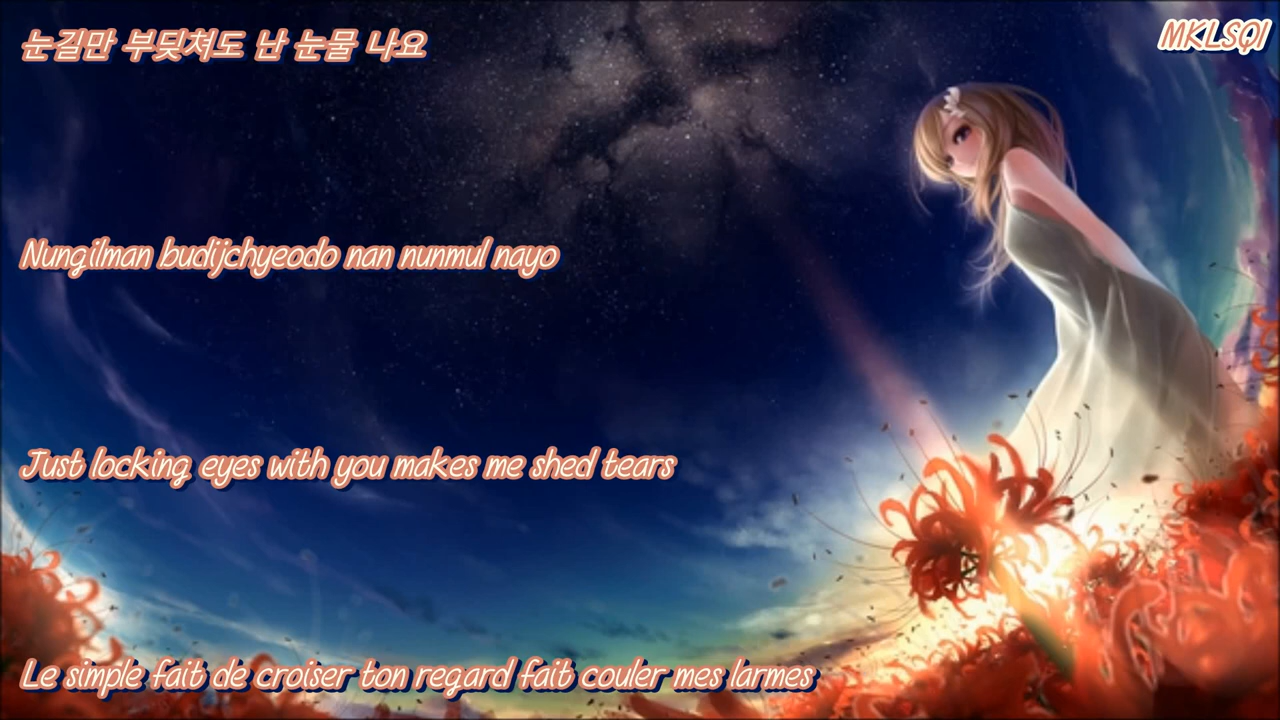 눈길만 부딪쳐도 난 눈물 나요
MKLSQI
Nungilman budijchyeodo nan nunmul nayo
Just locking eyes with you makes me shed tears
Le simple fait de croiser ton regard fait couler mes larmes